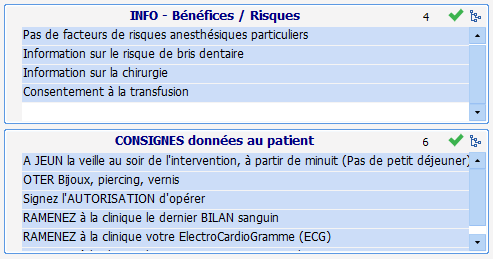 INFO - Bénéfices / Risques 4
Pas de facteurs de risques anesthésiques particuliers
Information sur le risque de bris dentaire
Information sur la chirurgie
Consentement à la transfusion
CONSIGNES données au patient 6
A JEUN la veille au soir de l'intervention, à partir de minuit (Pas de petit déjeuner)
OTER Bijoux, piercing, vernis
Signez l'AUTORISATION d'opérer
RAMENEZ à la clinique le dernier BILAN sanguin
RAMENEZ à la clinique votre ElectroCardioGramme (ECG)